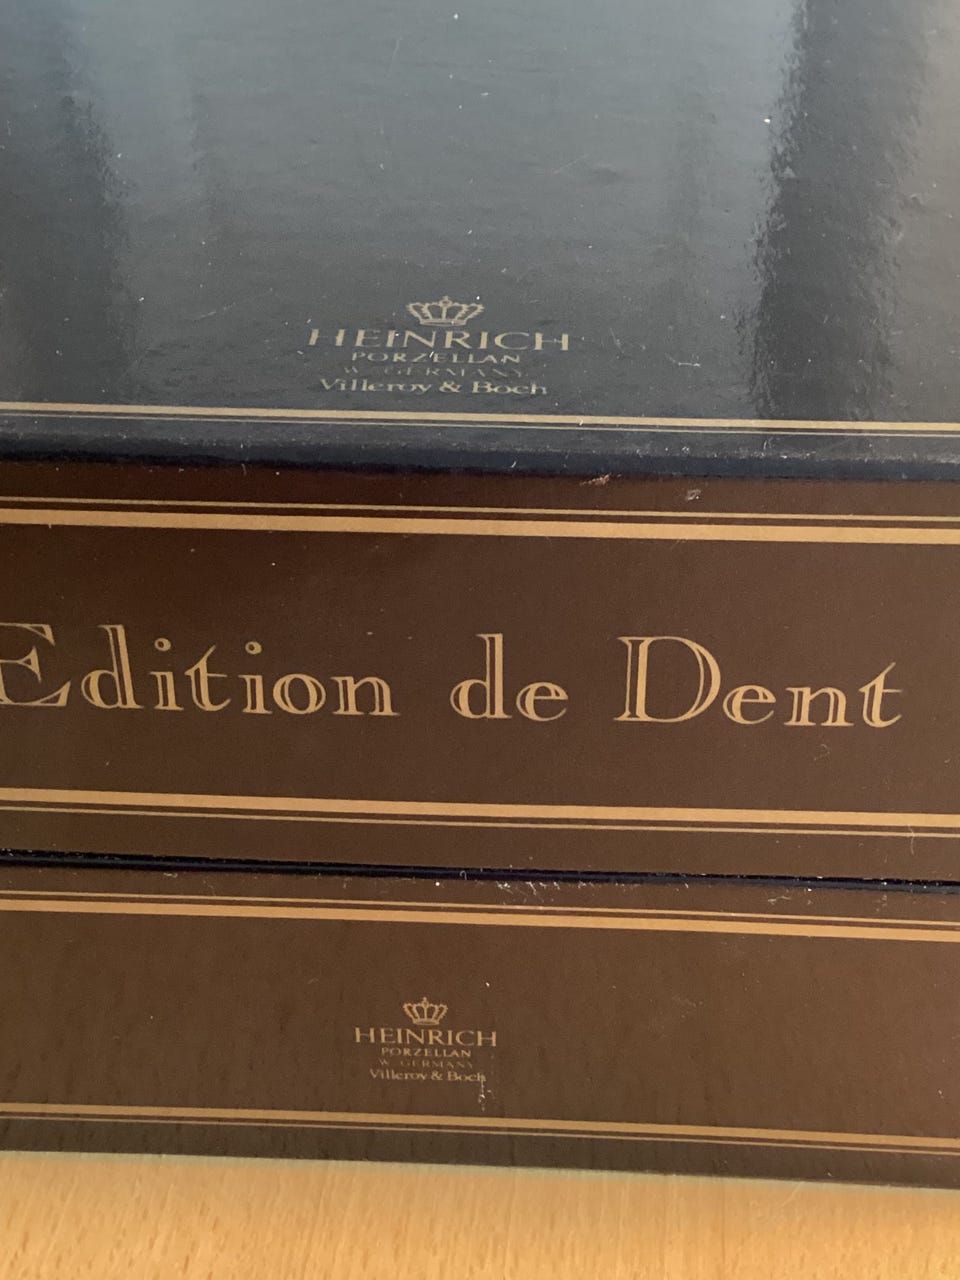 HEINRICH
PORZELLAN
W. GERMANY
Villeroy & Boch
Edition de Dent
HEINRICH
PORZELLAN
W. GERMANY
Villeroy & Boch